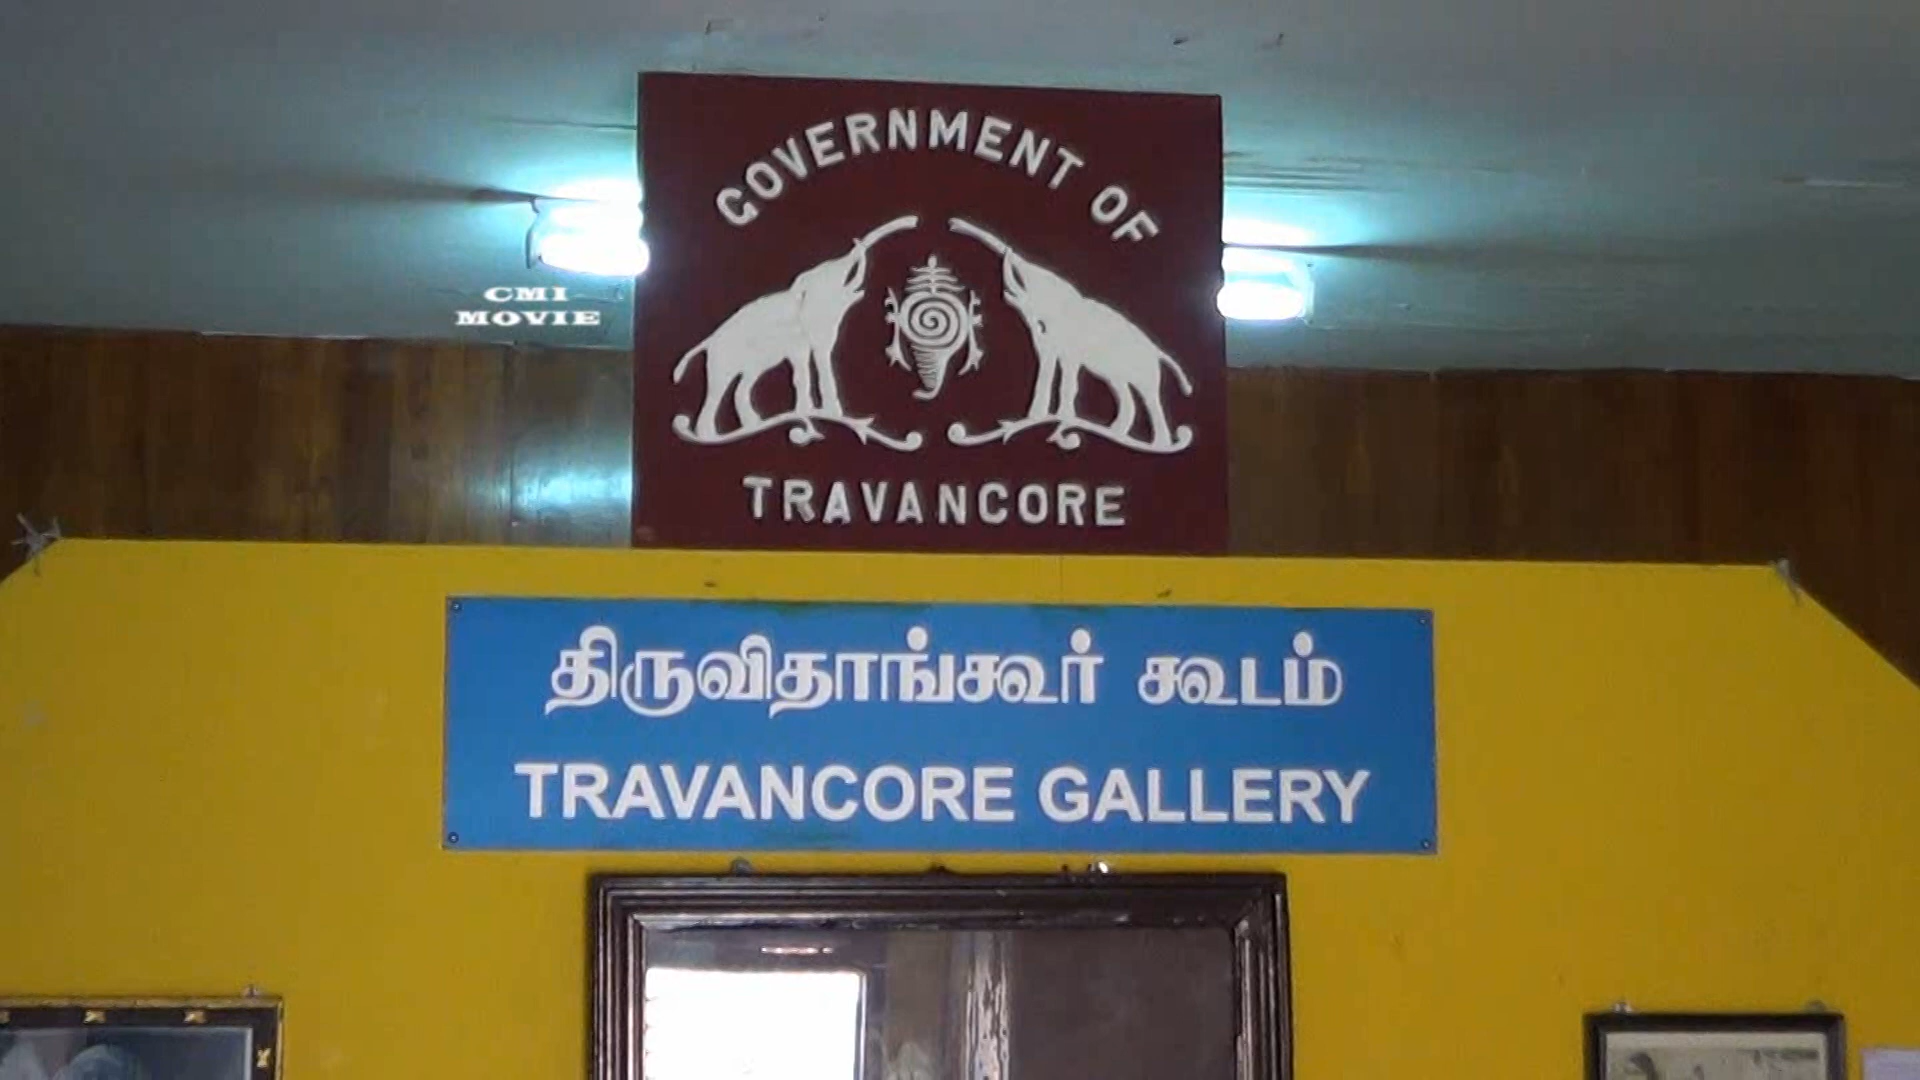 GOVERNMENT OF
TRAVANCORE
CMI
MOVIE
திருவிதாங்கூர் கூடம்
TRAVANCORE GALLERY